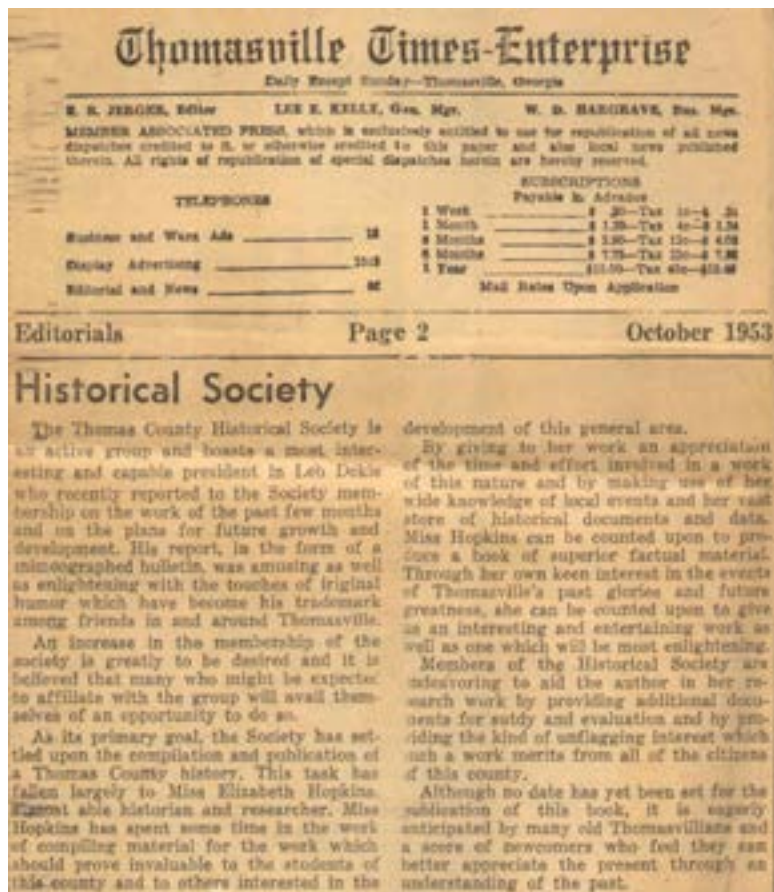 Thomasville Times-Enterprise
Daily Except Sunday—Thomasville, Georgia
E. R. JERGER, Editor LEE E. KELLY, Gen. Mgr. W. D. HARGRAVE, Bus. Mgr.
MEMBER ASSOCIATED PRESS, which is exclusively entitled to use for republication of all news
dispatches credited to it, or otherwise credited to this paper and also local news published
therein. All rights of republication of special dispatches herein are hereby reserved.
TELEPHONES
Business and Want Ads
Display Advertising
Editorial and News
SUBSCRIPTIONS
Payable in Advance
1 Week
1 Month
Months
6 Months
1 Year
Mail Rates Upon Application
Editorials Page 2 October 1953
Historical Society
The Thomas County Historical Society is
an active group and boasts a most inter-
esting and capable president in Leb Dekle
who recently reported to the Society mem-
bership on the work of the past few months
and on the plans for future growth and
development. His report, in the form of a
mimeographed bulletin, was amusing as well
as enlightening with the touches of iriginal
humor which have become his trademark
among friends in and around Thomasville.
An increase in the membership of the
society is greatly to be desired and it is
believed that many who might be expected
to affiliate with the group will avail them-
selves of an opportunity to do so.
As its primary goal, the Society has set-
tled upon the compilation and publication of
a Thomas County history. This task has
fallen largely to Miss Elizabeth Hopkins.
most able historian and researcher. Miss
Hopkins has spent some time in the work
of compiling material for the work which
should prove invaluable to the students of
this county and to others interested in the
development of this general area.
By giving to her work an appreciation
of the time and effort involved in a work
of this nature and by making use of her
wide knowledge of local events and her vast
store of historical documents and data.
Miss Hopkins can be counted upon to pro-
duce a book of superior factual material.
Through her own keen interest in the events
of Thomasville's past glories and future
greatness, she can be counted upon to give
us an interesting and entertaining work as
well as one which will be most enlightening.
Members of the Historical Society are
endeavoring to aid the author in her re-
search work by providing additional docu-
ments for sutdy and evaluation and by pro-
viding the kind of unflagging interest which
such a work merits from all of the citizens
of this county.
Although no date has yet been set for the
publication of this book, it is eagerly
anticipated by many old Thomasvillians and
a score of newcomers who feel they can
better appreciate the present through an
understanding of the past.